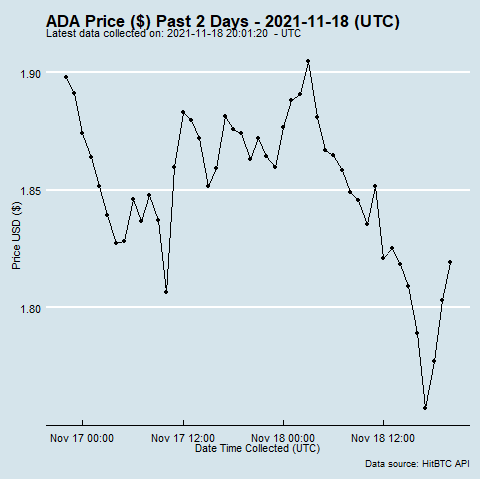 ADA Price ($) Past 2 Days - 2021-11-18 (UTC)
Latest data collected on: 2021-11-18 20:01:20 - UTC
1.90
1.85
1.80
Price USD ($)
Nov 17 00:00
Nov 17 12:00
Nov 18 00:00
Nov 18 12:00
Date Time Collected (UTC)
Data source: HitBTC API